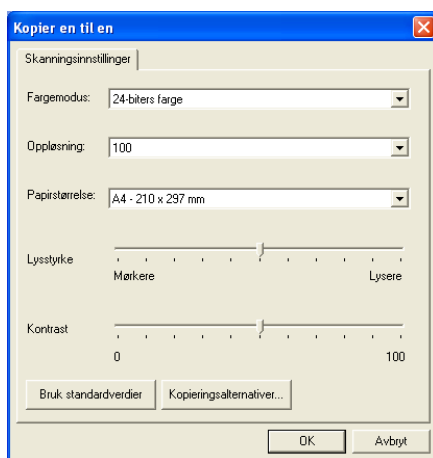 Kopier en til en
Skanningsinnstillinger
Fargemodus: 24-biters farge
Oppløsning: 100
Papirstørrelse: A4 - 210 x 297 mm
Lysstyrke
Mørkere Lysere
Kontrast
0 100
Bruk standardverdier Kopieringsalternativer...
OK Avbryt